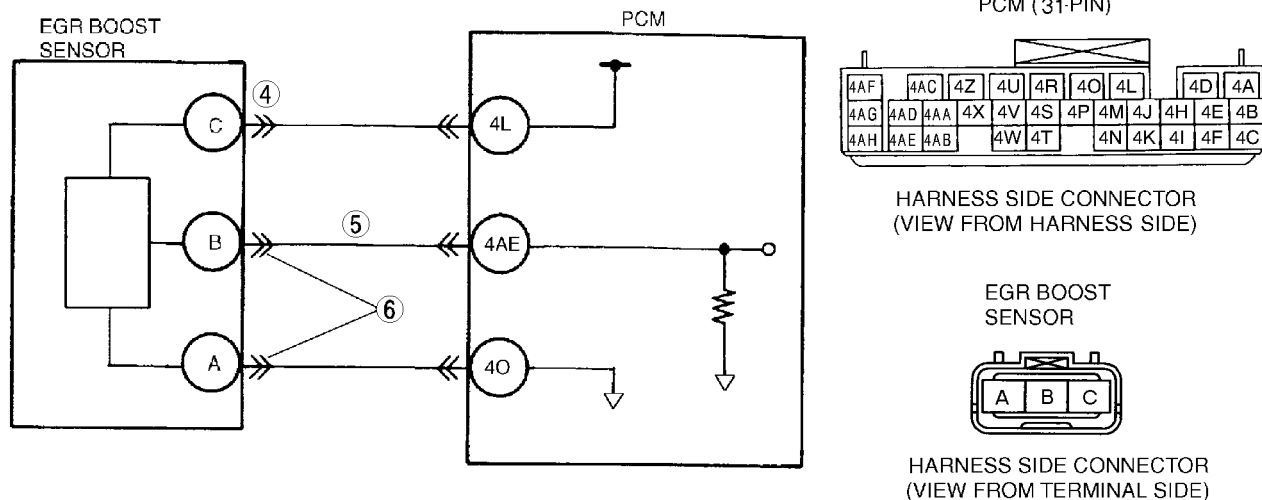 EGR BOOST
SENSOR
PCM
C
④
4L
B
⑤
4AE
⑥
A
4O
PCM (31-PIN)
4AF 4AC 4Z 4U 4R 4O 4L 4D 4A
4AG 4AD 4AA 4X 4V 4S 4P 4M 4J 4H 4E 4B
4AH 4AE 4AB 4W 4T 4N 4K 4I 4F 4C
HARNESS SIDE CONNECTOR
(VIEW FROM HARNESS SIDE)
EGR BOOST
SENSOR
A B C
HARNESS SIDE CONNECTOR
(VIEW FROM TERMINAL SIDE)